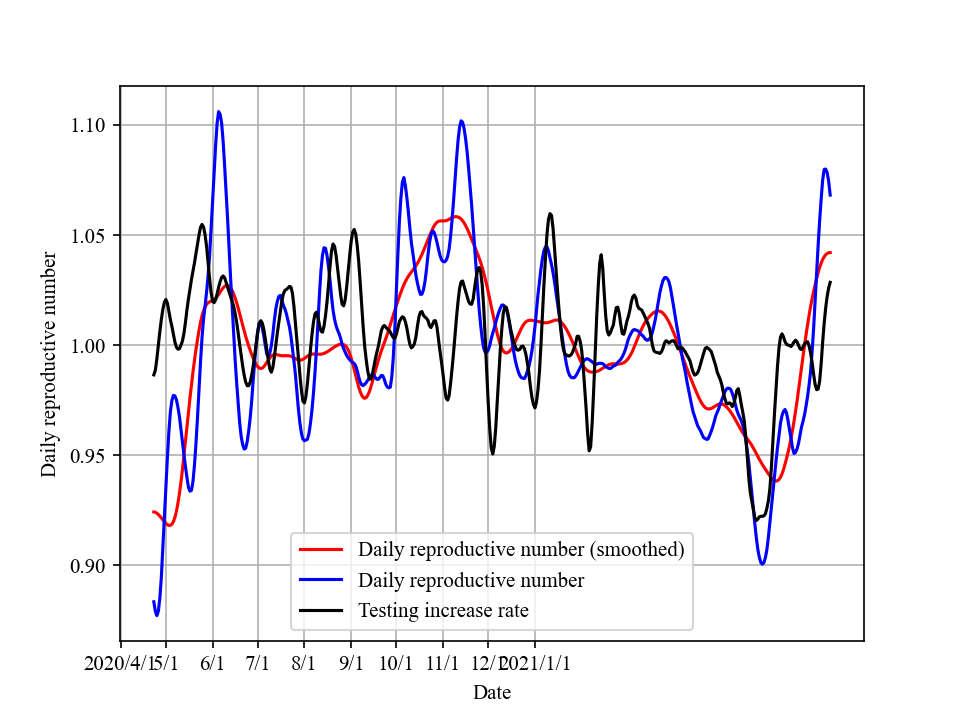 Daily reproductive number
1.10
1.05
1.00
0.95
0.90
Daily reproductive number (smoothed)
Daily reproductive number
Testing increase rate
2020/4/1 5/1 6/1 7/1 8/1 9/1 10/1 11/1 12/1 2021/1/1
Date